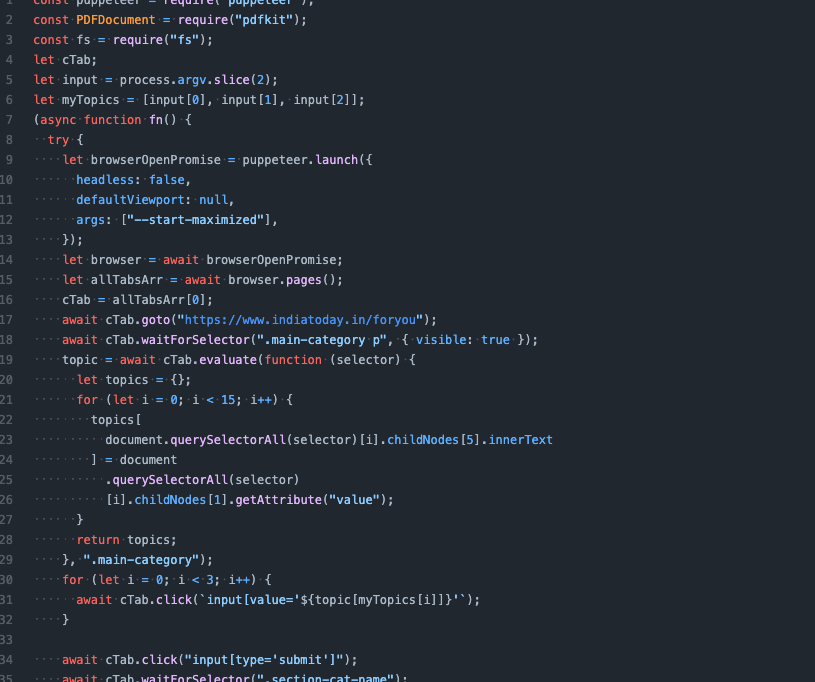 1 const puppeteer = require("puppeteer");
2 const PDFDocument = require("pdfkit");
3 const fs = require("fs");
4 let cTab;
5 let input = process.argv.slice(2);
6 let myTopics = [input[0], input[1], input[2]];
7 (async function fn() {
8   try {
9     let browserOpenPromise = puppeteer.launch({
10       headless: false,
11       defaultViewport: null,
12       args: ["--start-maximized"],
13     });
14     let browser = await browserOpenPromise;
15     let allTabsArr = await browser.pages();
16     cTab = allTabsArr[0];
17     await cTab.goto("https://www.indiatoday.in/foryou");
18     await cTab.waitForSelector(".main-category p", { visible: true });
19     topic = await cTab.evaluate(function (selector) {
20       let topics = {};
21       for (let i = 0; i < 15; i++) {
22         topics[
23           document.querySelectorAll(selector)[i].childNodes[5].innerText
24         ] = document
25           .querySelectorAll(selector)
26           [i].childNodes[1].getAttribute("value");
27       }
28       return topics;
29     }, ".main-category");
30     for (let i = 0; i < 3; i++) {
31       await cTab.click(`input[value='${topic[myTopics[i]]}'`);
32     }
33
34     await cTab.click("input[type='submit']");
35     await cTab.waitForSelector(".section-cat-name");